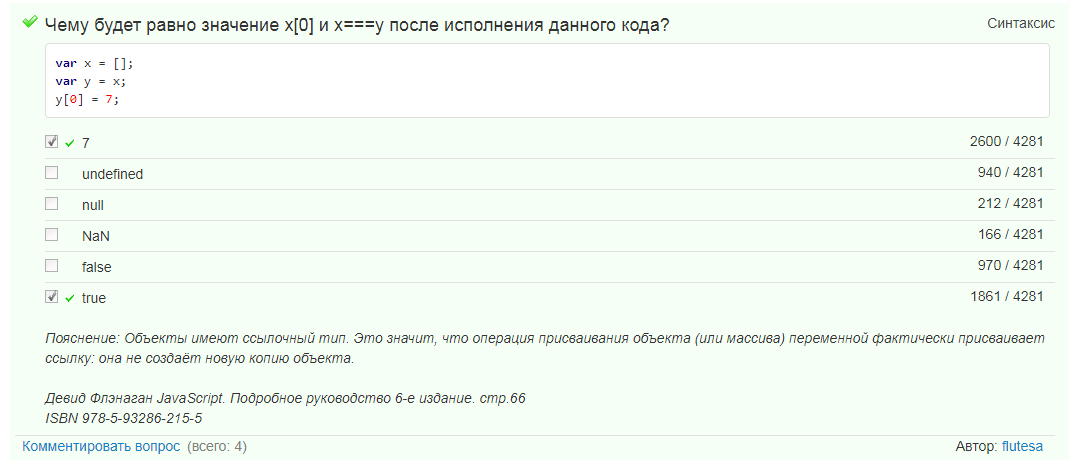 Чему будет равно значение x[0] и x===y после исполнения данного кода?
Синтаксис
var x = [];
var y = x;
y[0] = 7;
7 2600 / 4281
undefined 940 / 4281
null 212 / 4281
NaN 166 / 4281
false 970 / 4281
true 1861 / 4281
Пояснение: Объекты имеют ссылочный тип. Это значит, что операция присваивания объекта (или массива) переменной фактически присваивает
ссылку: она не создаёт новую копию объекта.
Девид Флэнаган JavaScript. Подробное руководство 6-е издание. стр.66
ISBN 978-5-93286-215-5
Комментировать вопрос (всего: 4) Автор: flutesa